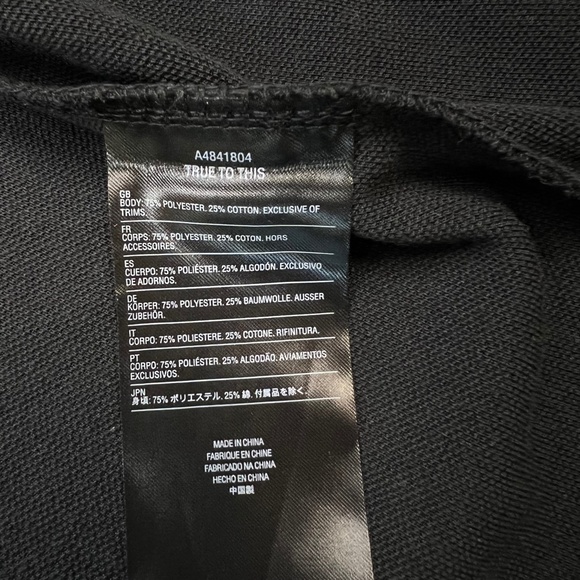 A4841804
TRUE TO THIS
GB
BODY: 75% POLYESTER. 25% COTTON. EXCLUSIVE OF
TRIMS.
FR
CORPS: 75% POLYESTER. 25% COTON. HORS
ACCESSOIRES.
ES
CUERPO: 75% POLIÉSTER. 25% ALGODÓN. EXCLUSIVO
DE ADORNOS.
DE
KÖRPER: 75% POLYESTER. 25% BAUMWOLLE. AUSSER
ZUBEHÖR.
IT
CORPO: 75% POLIESTERE. 25% COTONE. RIFINITURA.
PT
CORPO: 75% POLIÉSTER. 25% ALGODÃO. AVIAMENTOS
EXCLUSIVOS.
JPN
身頃: 75% ポリエステル. 25% 綿. 付属品を除く.
MADE IN CHINA
FABRIQUE EN CHINE
FABRICADO NA CHINA
HECHO EN CHINA
中国製